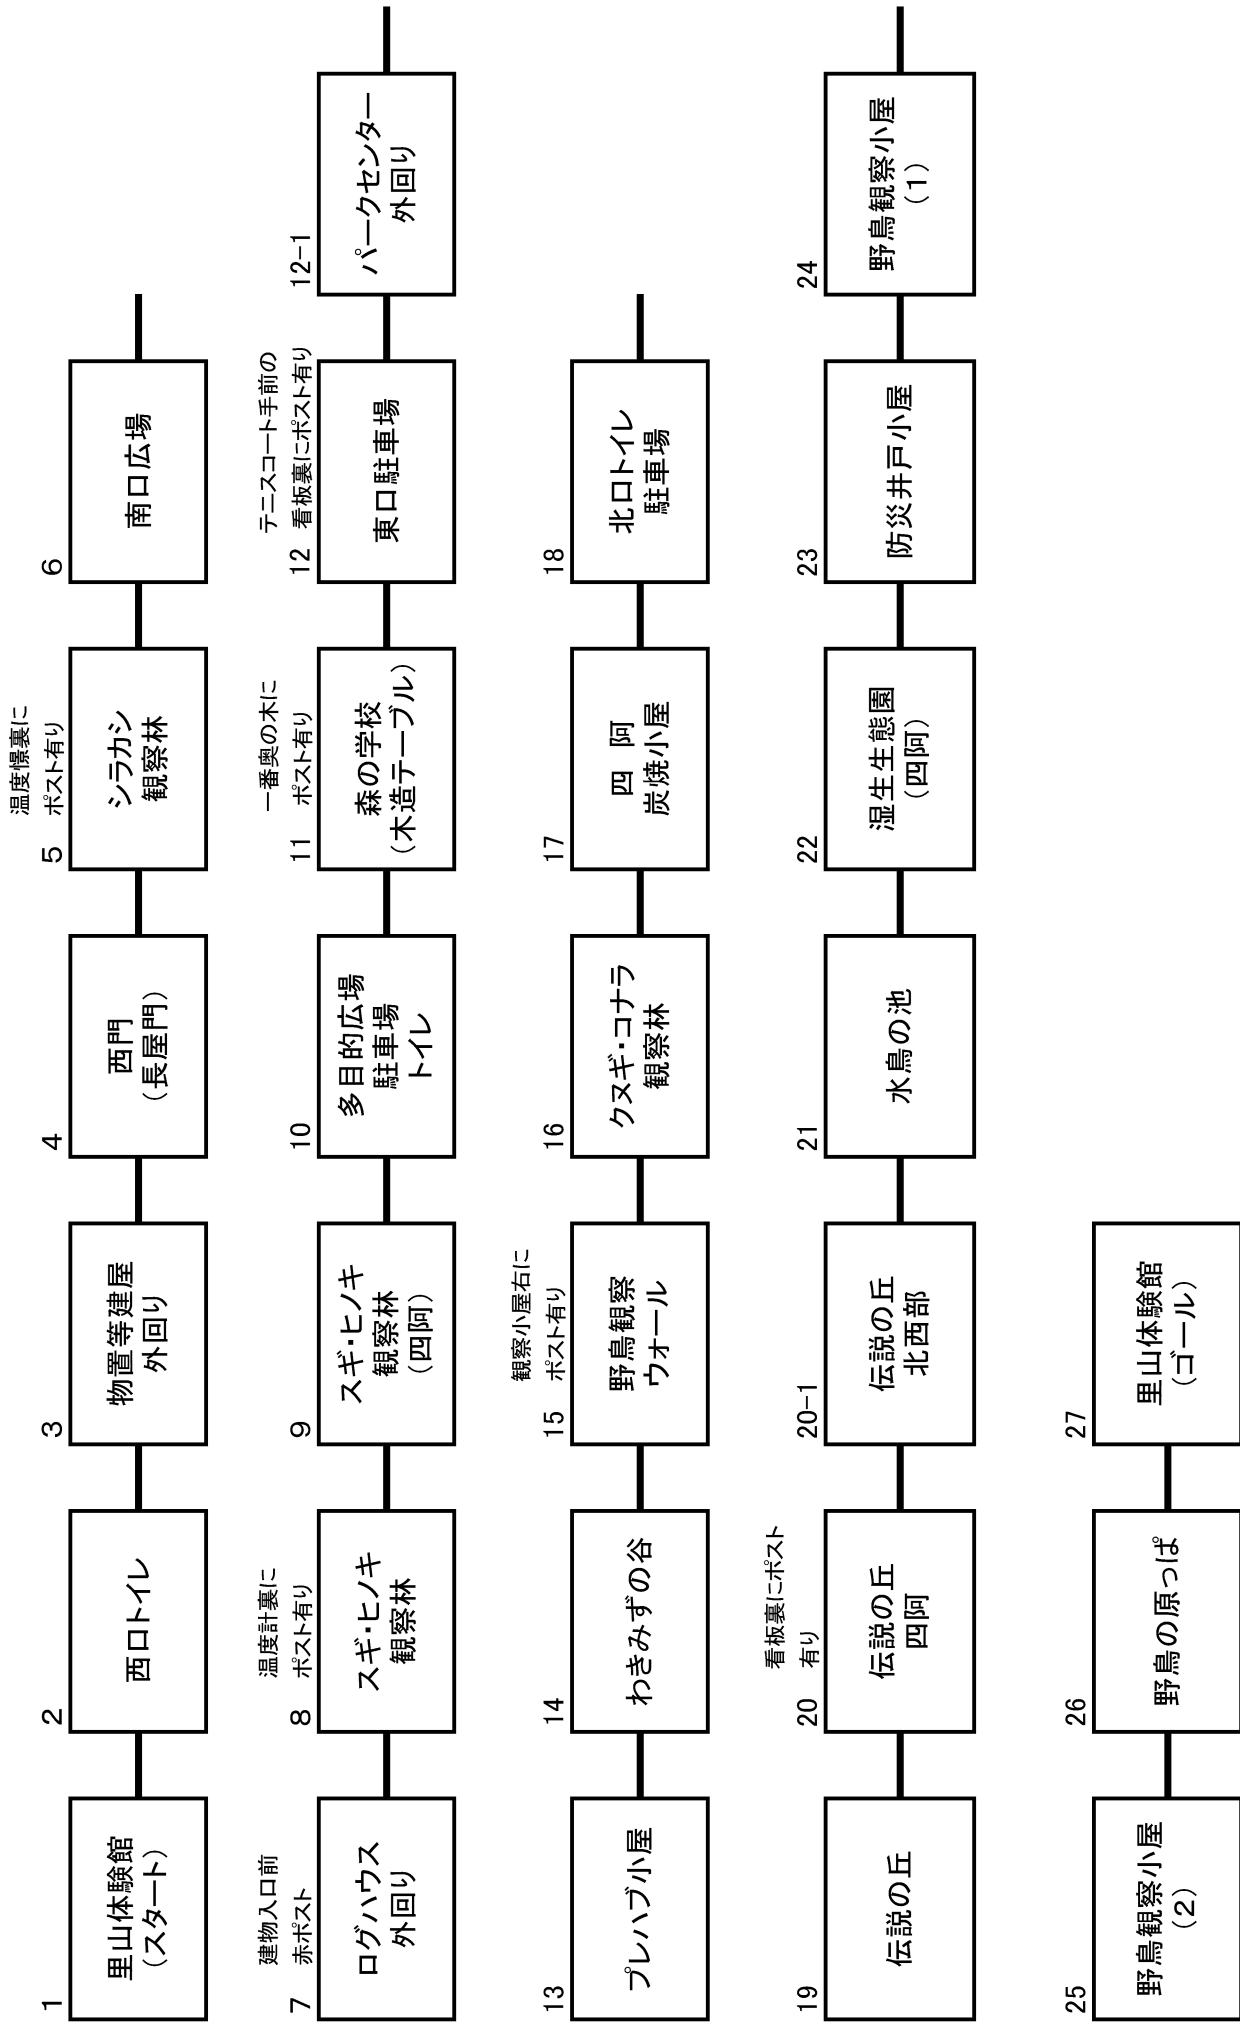 1
里山体験館
（スタート）
2
西口トイレ
3
物置等建屋
外回り
4
西門
（長屋門）
温度憬裏に
5 ポスト有り
シラカシ
観察林
6
南口広場
建物入口前
7 赤ポスト
ログハウス
外回り
温度計裏に
8 ポスト有り
スギ・ヒノキ
観察林
9
スギ・ヒノキ
観察林
（四阿）
10
多目的広場
駐車場
トイレ
一番奥の木に
11 ポスト有り
森の学校
（木造テーブル）
テニスコート手前の
12 看板裏にポスト有り
東口駐車場
12-1
パークセンター
外回り
13
プレハブ小屋
14
わきみずの谷
観察小屋右に
15 ポスト有り
野鳥観察
ウォール
16
クヌギ・コナラ
観察林
17
四 阿
炭焼小屋
18
北口トイレ
駐車場
19
伝説の丘
看板裏にポスト
20 有り
伝説の丘
四阿
20-1
伝説の丘
北西部
21
水鳥の池
22
湿生生態園
（四阿）
23
防災井戸小屋
24
野鳥観察小屋
（1）
25
野鳥観察小屋
（2）
26
野鳥の原っぱ
27
里山体験館
（ゴール）